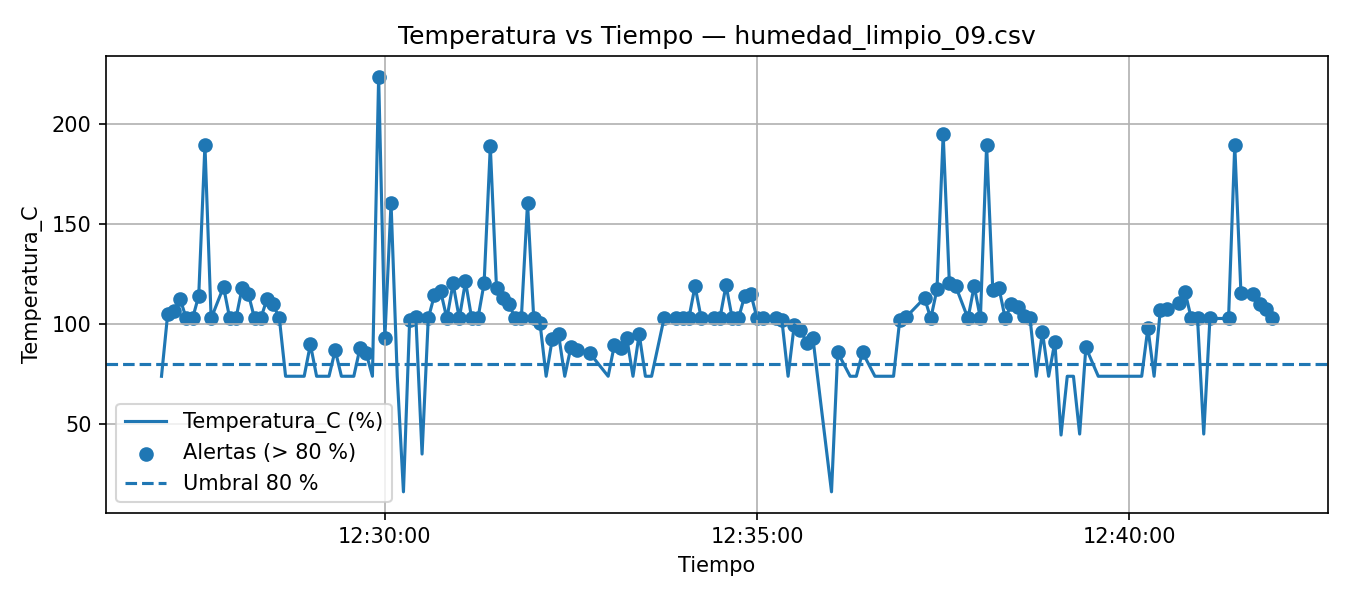 Temperatura vs Tiempo — humedad_limpio_09.csv
Temperatura_C
200
150
100
50
Temperatura_C (%)
Alertas (> 80 %)
Umbral 80 %
12:30:00
12:35:00
12:40:00
Tiempo